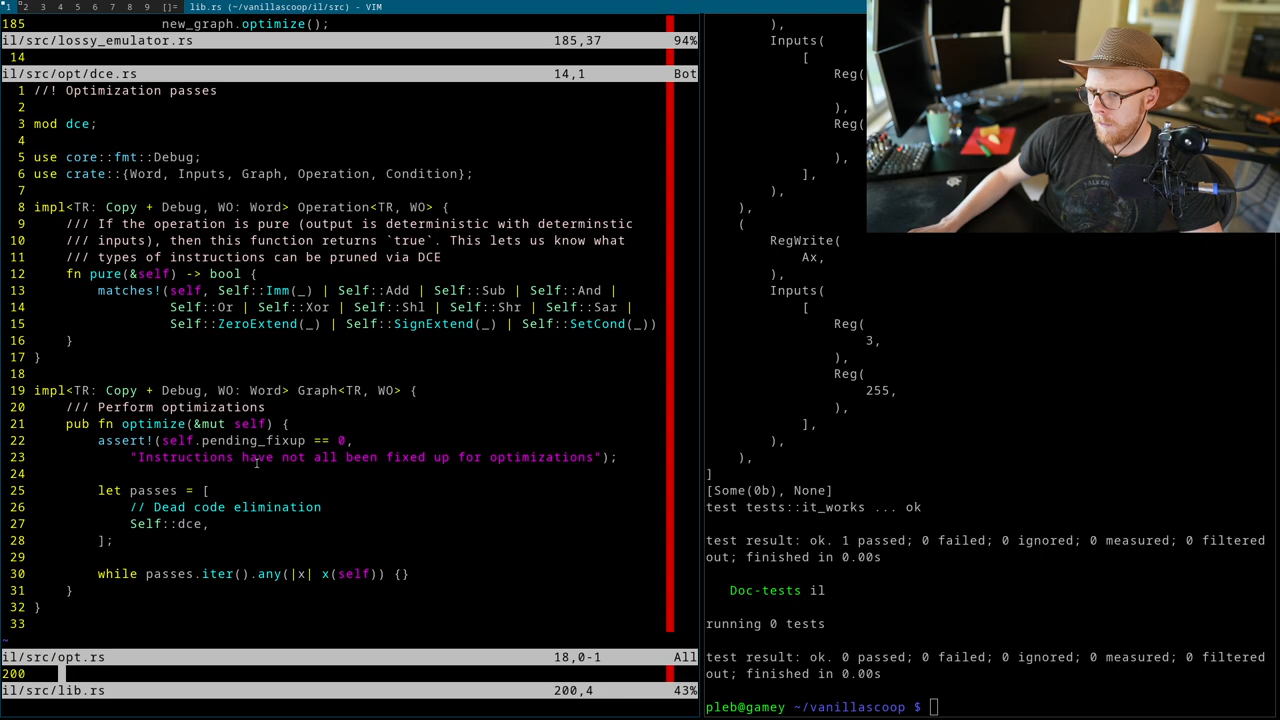 1 2 3 4 5 6 7 8 9 []= lib.rs (~/vanillascoop/il/src) - VIM
185                 new_graph.optimize();
il/src/lossy_emulator.rs 185,37 94%
14
il/src/opt/dce.rs 14,1 Bot
1 //! Optimization passes
2
3 mod dce;
4
5 use core::fmt::Debug;
6 use crate::{Word, Inputs, Graph, Operation, Condition};
7
8 impl<TR: Copy + Debug, WO: Word> Operation<TR, WO> {
9     /// If the operation is pure (output is deterministic with determinstic
10     /// inputs), then this function returns `true`. This lets us know what
11     /// types of instructions can be pruned via DCE
12     fn pure(&self) -> bool {
13         matches!(self, Self::Imm(_) | Self::Add | Self::Sub | Self::And |
14                  Self::Or | Self::Xor | Self::Shl | Self::Shr | Self::Sar |
15                  Self::ZeroExtend(_) | Self::SignExtend(_) | Self::SetCond(_))
16     }
17 }
18
19 impl<TR: Copy + Debug, WO: Word> Graph<TR, WO> {
20     /// Perform optimizations
21     pub fn optimize(&mut self) {
22         assert!(self.pending_fixup == 0,
23             "Instructions have not all been fixed up for optimizations");
24
25         let passes = [
26             // Dead code elimination
27             Self::dce,
28         ];
29
30         while passes.iter().any(|x| x(self)) {}
31     }
32 }
33
~
il/src/opt.rs 18,0-1 All
200
il/src/lib.rs 200,4 43%
        ),
        Inputs(
            [
                Reg(
                ),
                Reg(
                ),
            ],
        ),
    ),
    (
        RegWrite(
            Ax,
        ),
        Inputs(
            [
                Reg(
                    3,
                ),
                Reg(
                    255,
                ),
            ],
        ),
    ),
]
[Some(0b), None]
test tests::it_works ... ok
test result: ok. 1 passed; 0 failed; 0 ignored; 0 measured; 0 filtered
out; finished in 0.00s
   Doc-tests il
running 0 tests
test result: ok. 0 passed; 0 failed; 0 ignored; 0 measured; 0 filtered
out; finished in 0.00s
pleb@gamey ~/vanillascoop $